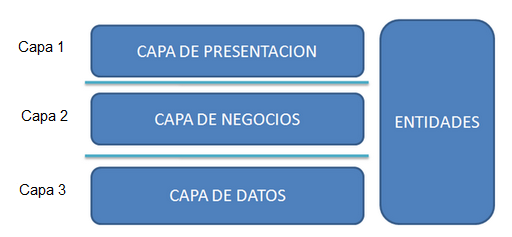 Capa 1
CAPA DE PRESENTACION
Capa 2
CAPA DE NEGOCIOS
Capa 3
CAPA DE DATOS
ENTIDADES